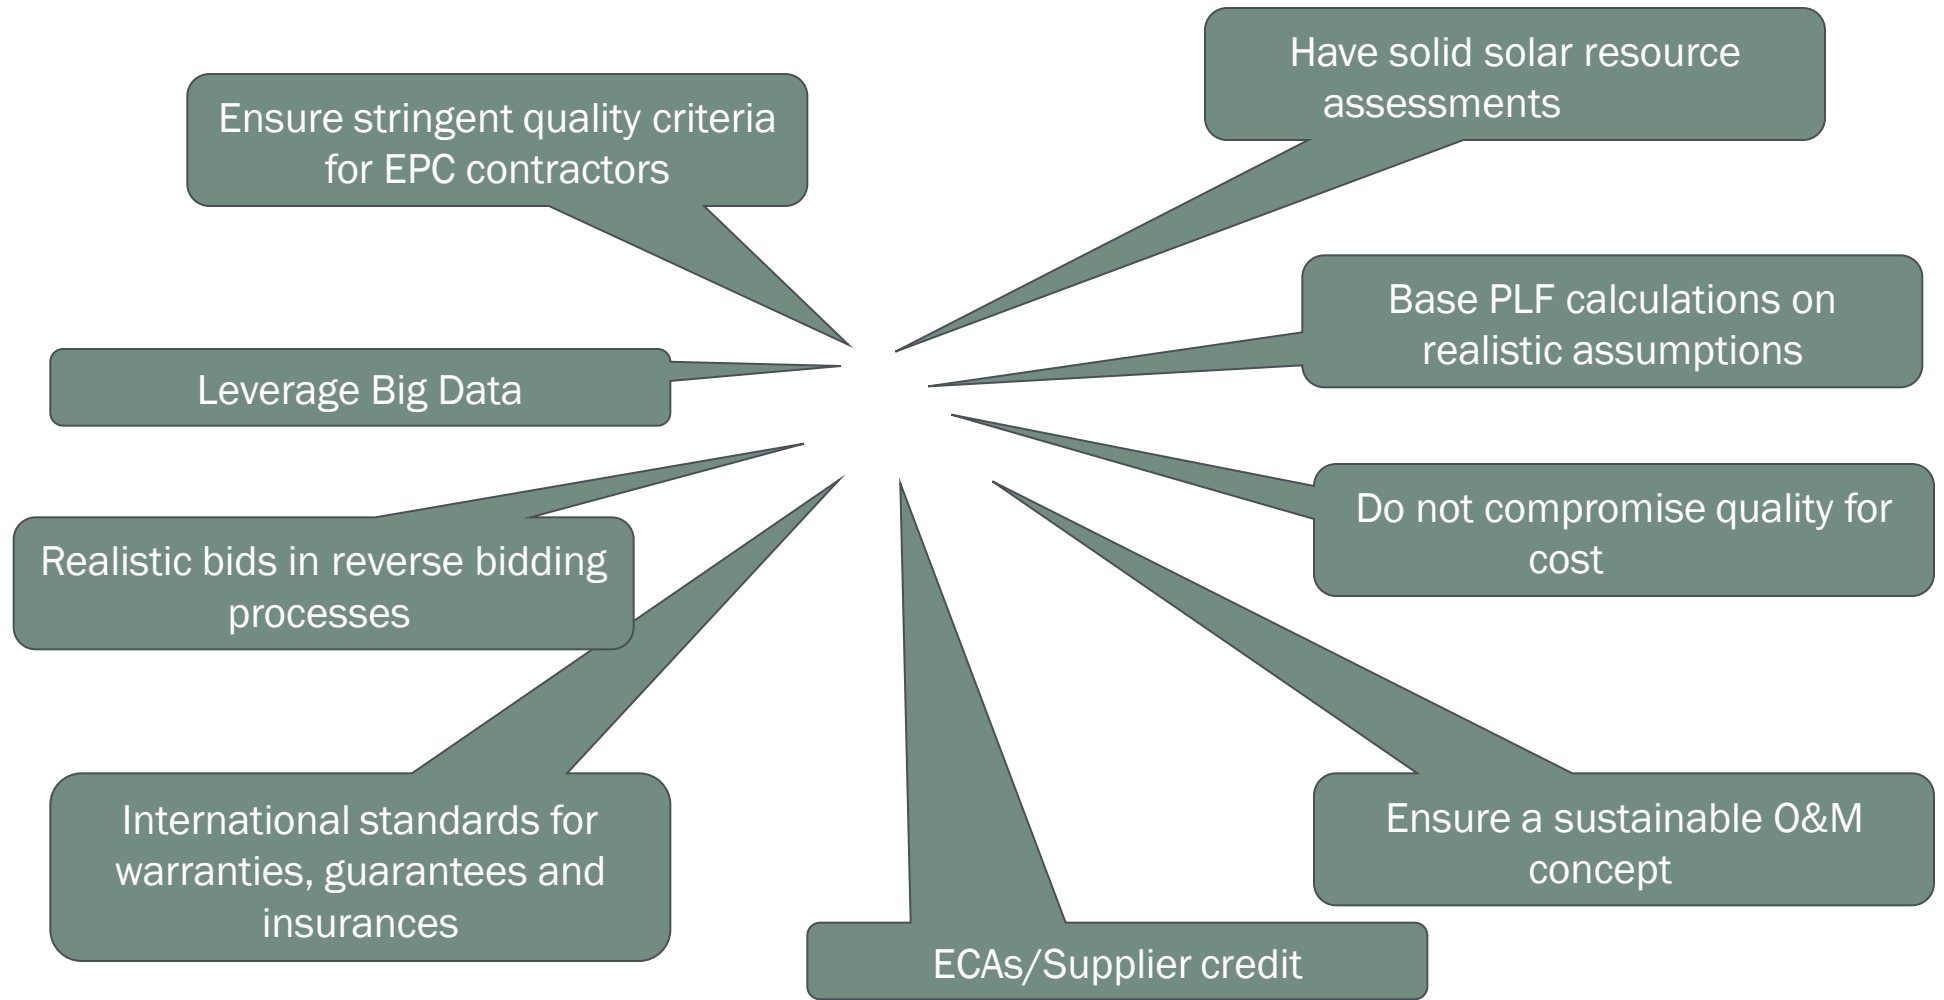 Have solid solar resource
assessments
Ensure stringent quality criteria
for EPC contractors
Base PLF calculations on
realistic assumptions
Leverage Big Data
Do not compromise quality for
cost
Realistic bids in reverse bidding
processes
International standards for
warranties, guarantees and
insurances
Ensure a sustainable O&M
concept
ECAs/Supplier credit